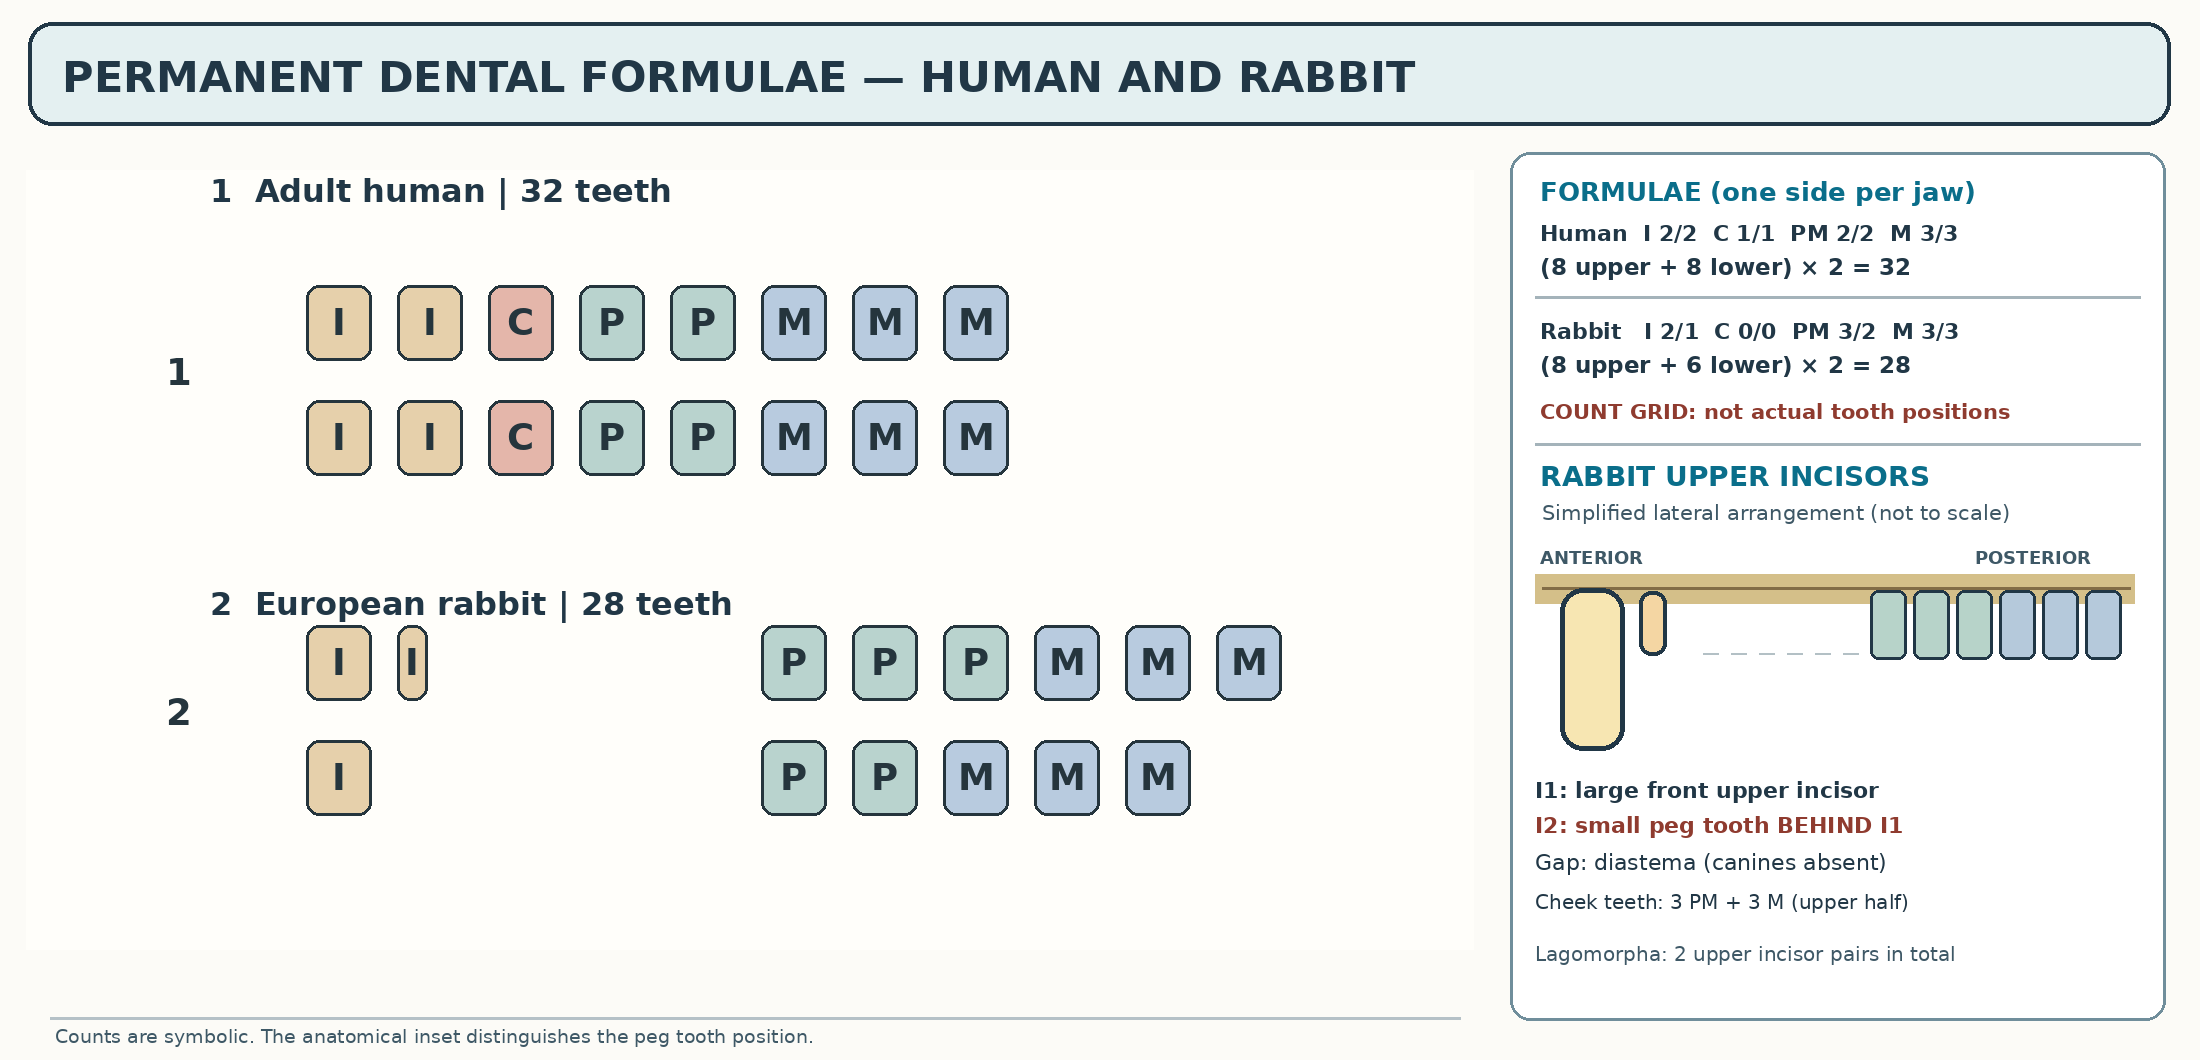 PERMANENT DENTAL FORMULAE — HUMAN AND RABBIT
1 Adult human | 32 teeth
I I C P P M M M
1
I I C P P M M M
2 European rabbit | 28 teeth
I I P P P M M M
2
I P P M M M
Counts are symbolic. The anatomical inset distinguishes the peg tooth position.
FORMULAE (one side per jaw)
Human I 2/2 C 1/1 PM 2/2 M 3/3
(8 upper + 8 lower) × 2 = 32
Rabbit I 2/1 C 0/0 PM 3/2 M 3/3
(8 upper + 6 lower) × 2 = 28
COUNT GRID: not actual tooth positions
RABBIT UPPER INCISORS
Simplified lateral arrangement (not to scale)
ANTERIOR POSTERIOR
I1: large front upper incisor
I2: small peg tooth BEHIND I1
Gap: diastema (canines absent)
Cheek teeth: 3 PM + 3 M (upper half)
Lagomorpha: 2 upper incisor pairs in total